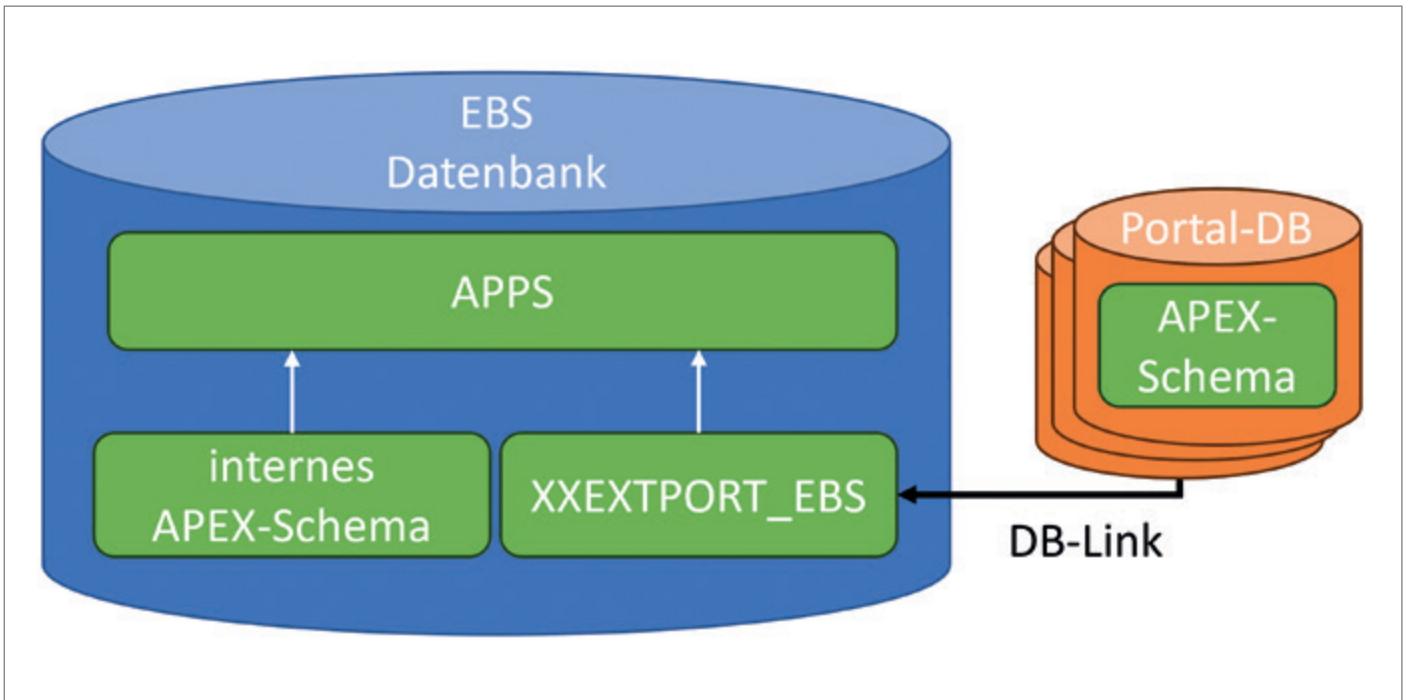 EBS
Datenbank
APPS
internes
APEX-Schema
XXEXTPORT_EBS
Portal-DB
APEX-
Schema
DB-Link